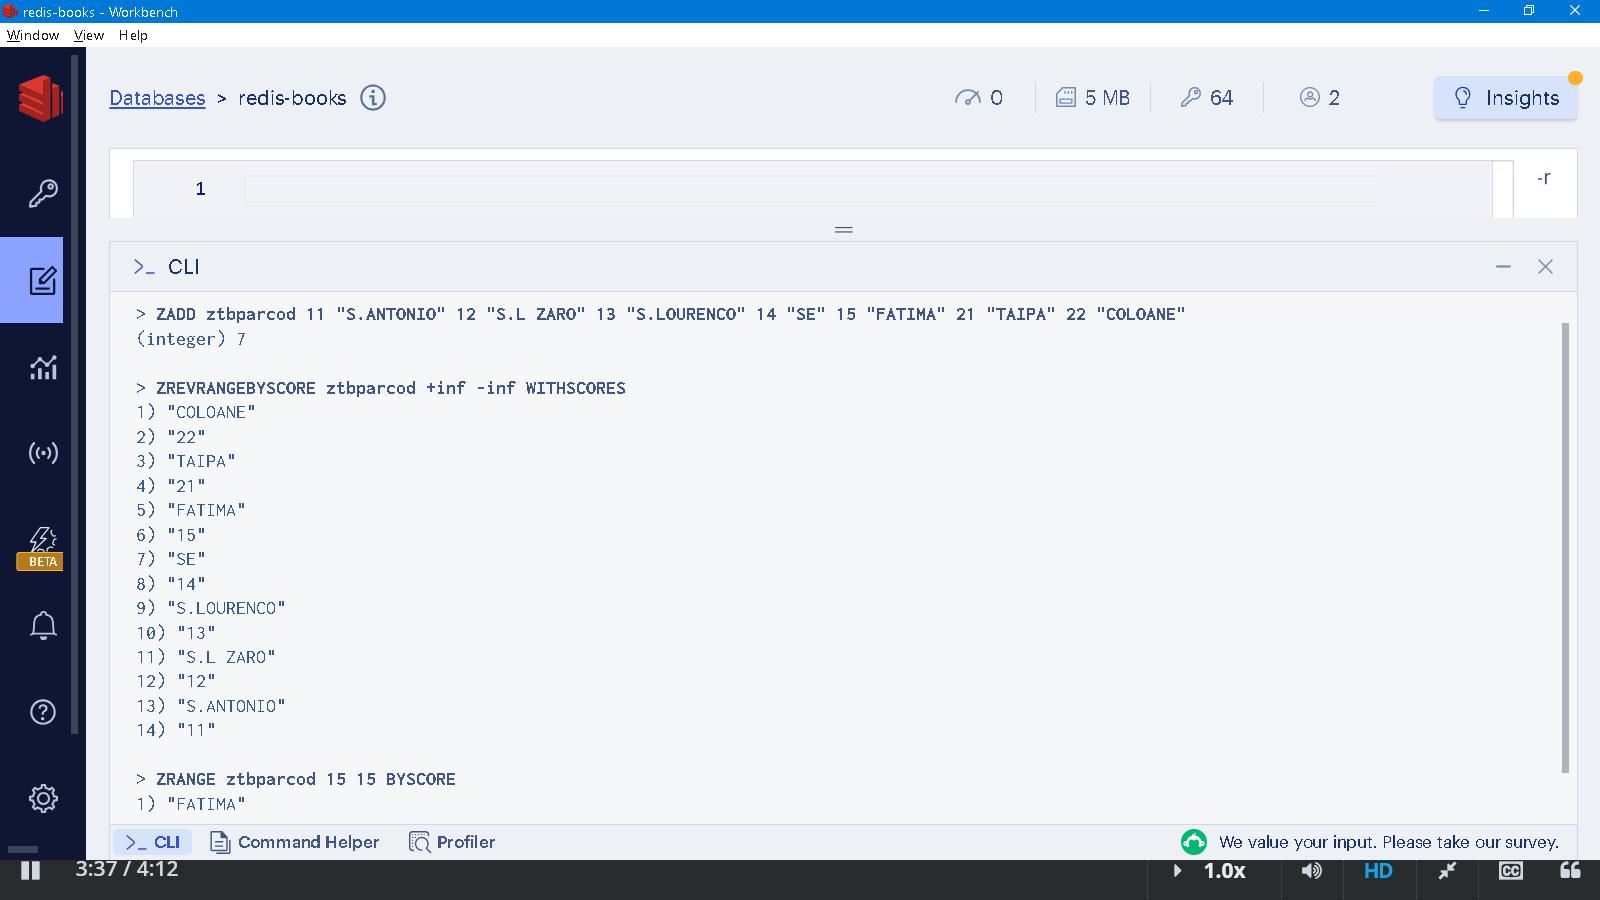 redis-books - Workbench
Window View Help
Databases > redis-books
0 5 MB 64 2 Insights
1 -r
>_ CLI
> ZADD ztbparcod 11 "S.ANTONIO" 12 "S.L ZARO" 13 "S.LOURENCO" 14 "SE" 15 "FATIMA" 21 "TAIPA" 22 "COLOANE"
(integer) 7
> ZREVRANGEBYSCORE ztbparcod +inf -inf WITHSCORES
1) "COLOANE"
2) "22"
3) "TAIPA"
4) "21"
5) "FATIMA"
6) "15"
7) "SE"
8) "14"
9) "S.LOURENCO"
10) "13"
11) "S.L ZARO"
12) "12"
13) "S.ANTONIO"
14) "11"
> ZRANGE ztbparcod 15 15 BYSCORE
1) "FATIMA"
BETA
>_ CLI Command Helper Profiler We value your input. Please take our survey.
3:37 / 4:12 1.0x HD CC